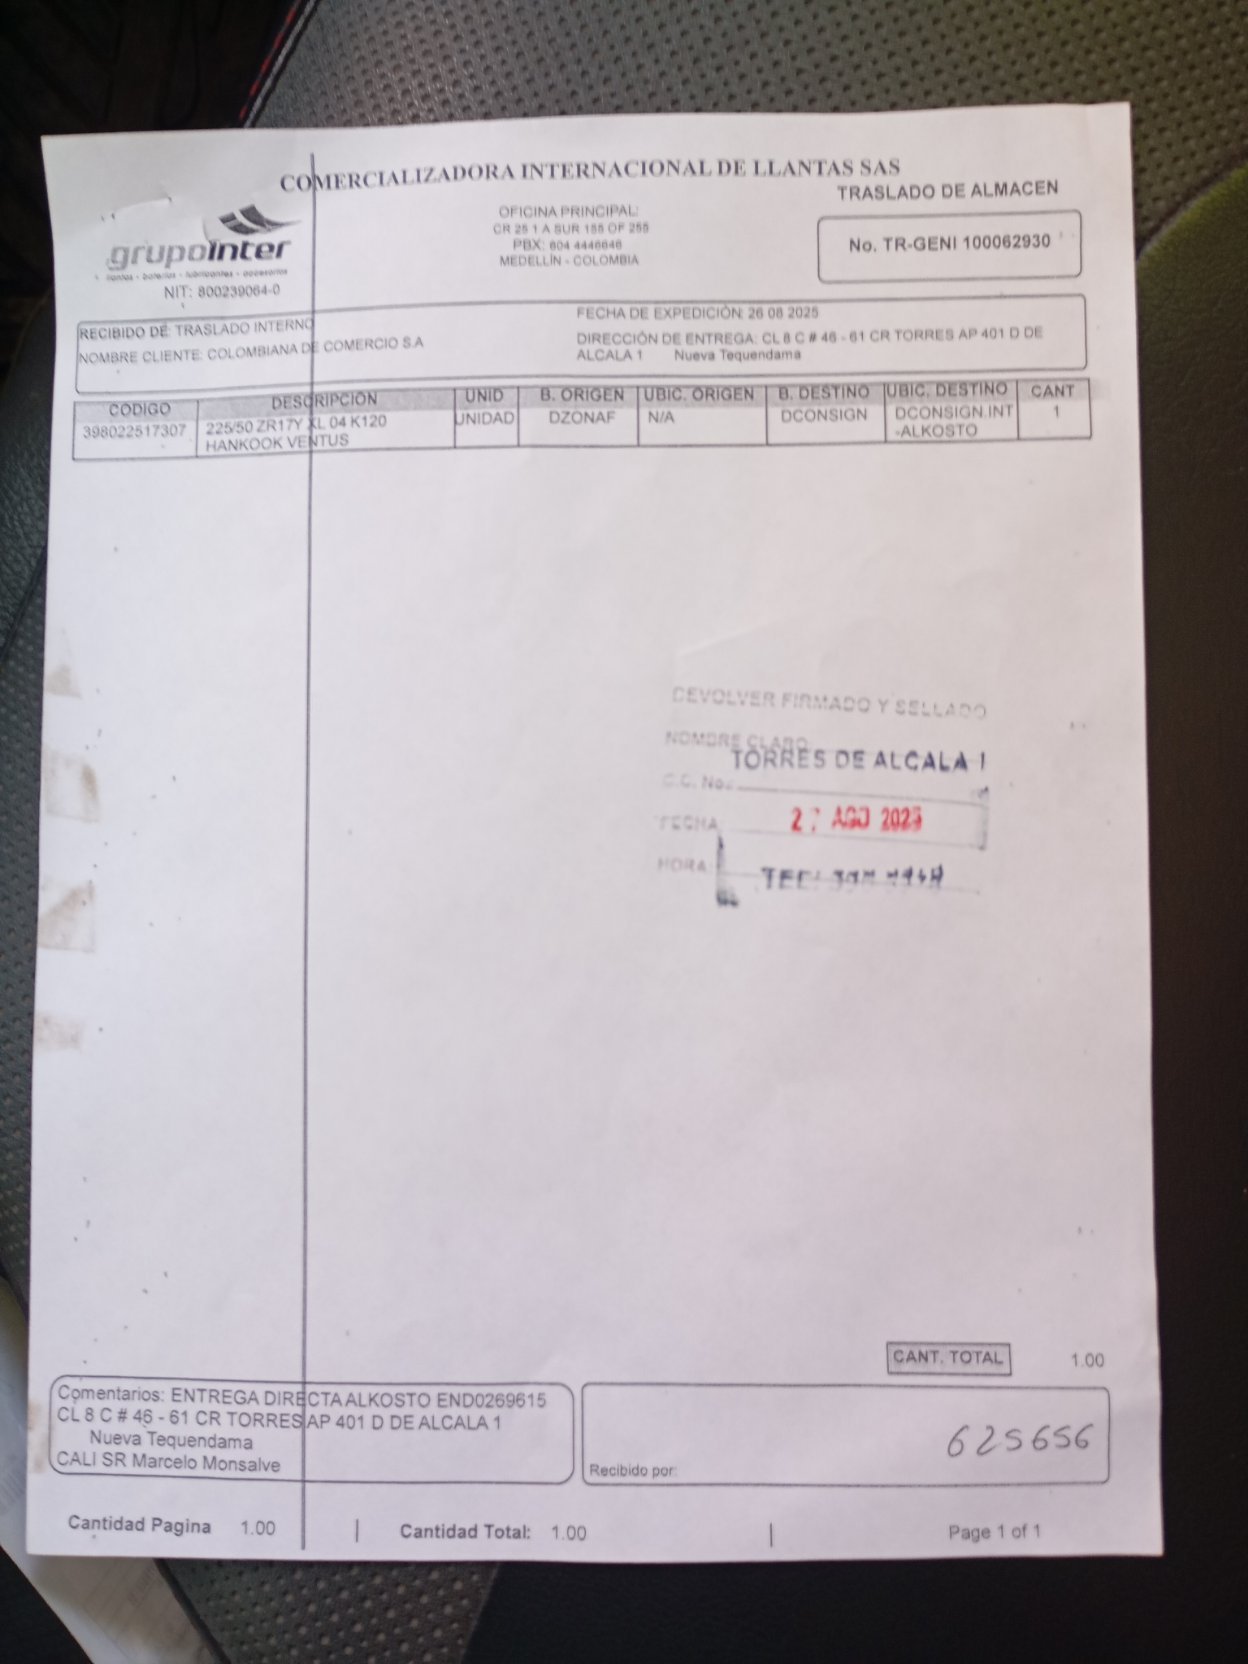 COMERCIALIZADORA INTERNACIONAL DE LLANTAS SAS
TRASLADO DE ALMACEN
No. TR-GENI 100062930
OFICINA PRINCIPAL:
CR 25 1 A SUR 155 OF 255
PBX: 604 4446646
MEDELLÍN - COLOMBIA
grupointer
llantas - baterías - lubricantes - accesorios
NIT: 800239064-0
RECIBIDO DE: TRASLADO INTERNO
NOMBRE CLIENTE: COLOMBIANA DE COMERCIO S.A
FECHA DE EXPEDICIÓN: 26 08 2025
DIRECCIÓN DE ENTREGA: CL 8 C # 46 - 61 CR TORRES AP 401 D DE
ALCALA 1 Nueva Tequendama
CODIGO DESCRIPCIÓN UNID B. ORIGEN UBIC. ORIGEN B. DESTINO UBIC. DESTINO CANT
398022517307 225/50 ZR17Y XL 04 K120 UNIDAD DZONAF N/A DCONSIGN DCONSIGN.INT 1
HANKOOK VENTUS -ALKOSTO
DEVOLVER FIRMADO Y SELLADO
NOMBRE CLARO
TORRES DE ALCALA I
C.C. No.
FECHA 27 AGO 2025
HORA
CANT. TOTAL 1.00
Comentarios: ENTREGA DIRECTA ALKOSTO END0269615
CL 8 C # 46 - 61 CR TORRES AP 401 D DE ALCALA 1
Nueva Tequendama
CALI SR Marcelo Monsalve
625656
Recibido por:
Cantidad Pagina 1.00 | Cantidad Total: 1.00 | Page 1 of 1